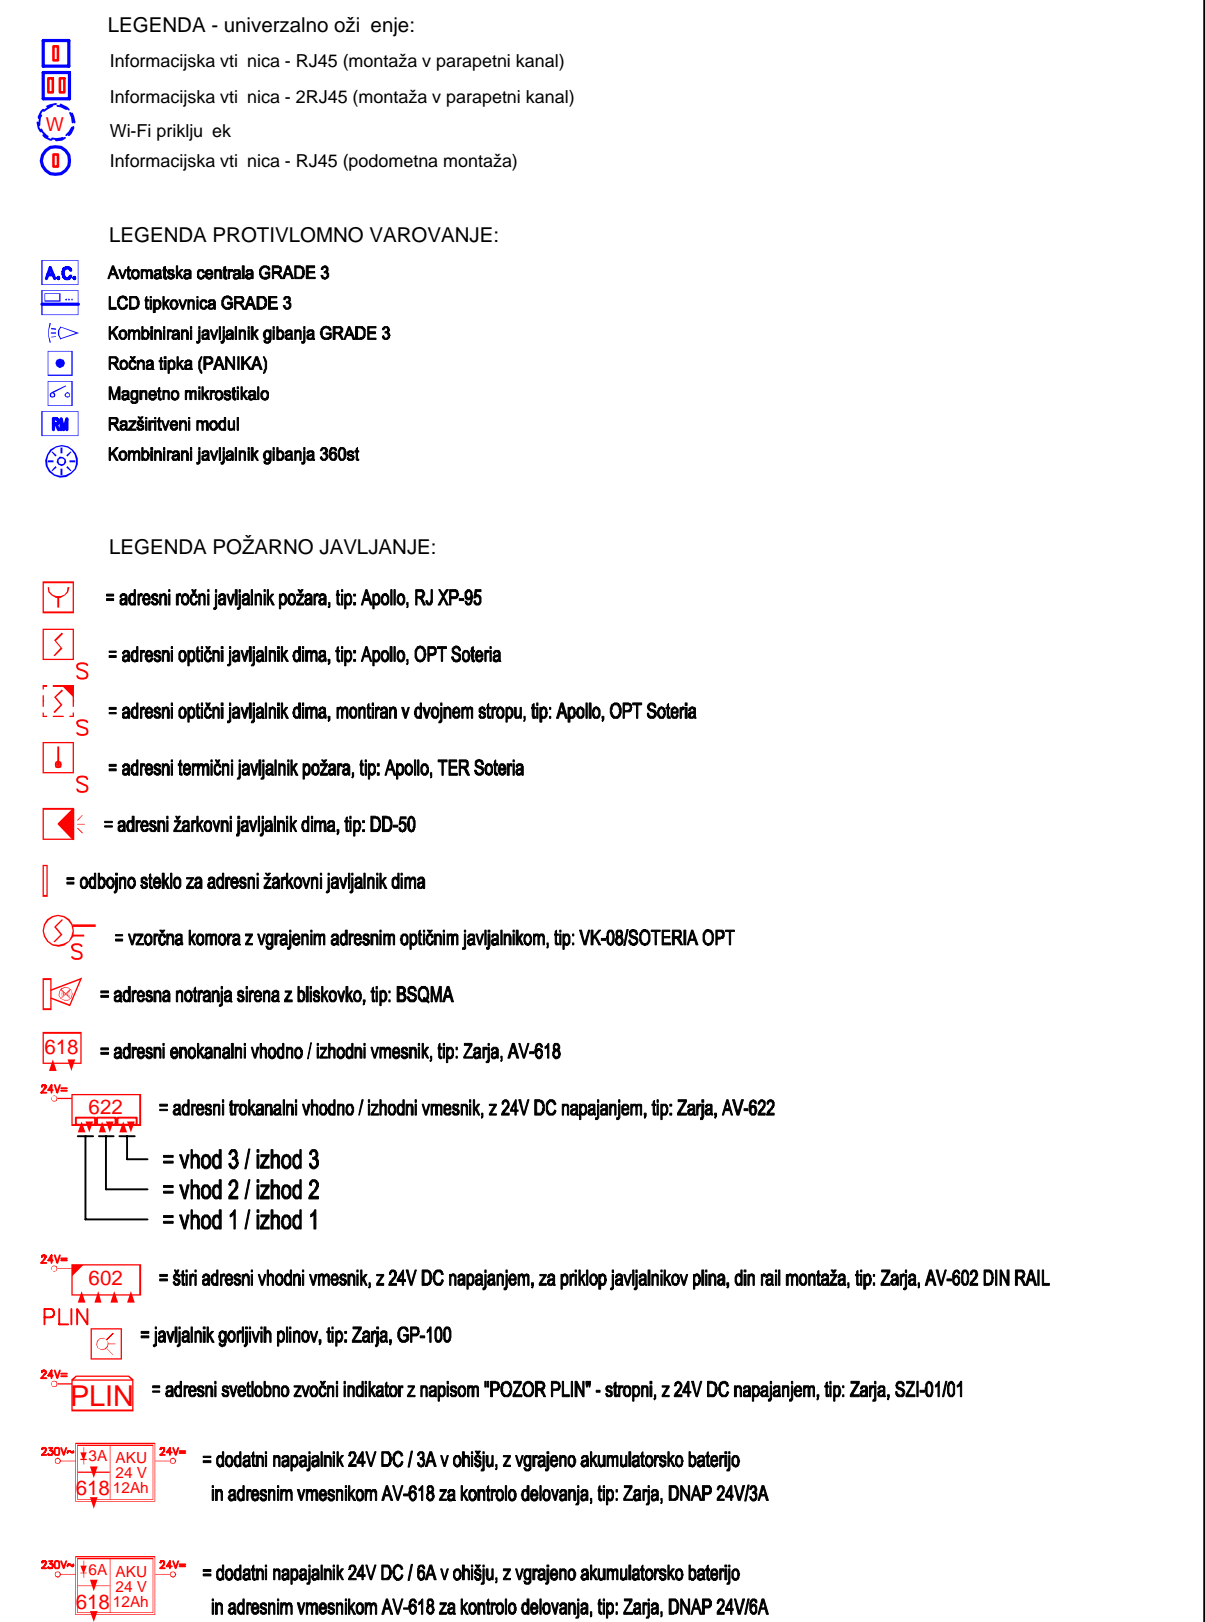 LEGENDA - univerzalno oži enje:
Informacijska vti nica - RJ45 (montaža v parapetni kanal)
Informacijska vti nica - 2RJ45 (montaža v parapetni kanal)
W Wi-Fi priklju ek
Informacijska vti nica - RJ45 (podometna montaža)
LEGENDA PROTIVLOMNO VAROVANJE:
A.C. Avtomatska centrala GRADE 3
LCD tipkovnica GRADE 3
Kombinirani javljalnik gibanja GRADE 3
Ročna tipka (PANIKA)
Magnetno mikrostikalo
RM Razširitveni modul
Kombinirani javljalnik gibanja 360st
LEGENDA POŽARNO JAVLJANJE:
= adresni ročni javljalnik požara, tip: Apollo, RJ XP-95
S = adresni optični javljalnik dima, tip: Apollo, OPT Soteria
S = adresni optični javljalnik dima, montiran v dvojnem stropu, tip: Apollo, OPT Soteria
S = adresni termični javljalnik požara, tip: Apollo, TER Soteria
= adresni žarkovni javljalnik dima, tip: DD-50
= odbojno steklo za adresni žarkovni javljalnik dima
S = vzorčna komora z vgrajenim adresnim optičnim javljalnikom, tip: VK-08/SOTERIA OPT
= adresna notranja sirena z bliskovko, tip: BSQMA
618 = adresni enokanalni vhodno / izhodni vmesnik, tip: Zarja, AV-618
24V=
622 = adresni trokanalni vhodno / izhodni vmesnik, z 24V DC napajanjem, tip: Zarja, AV-622
= vhod 3 / izhod 3
= vhod 2 / izhod 2
= vhod 1 / izhod 1
24V=
602 = štiri adresni vhodni vmesnik, z 24V DC napajanjem, za priklop javljalnikov plina, din rail montaža, tip: Zarja, AV-602 DIN RAIL
PLIN
= javljalnik gorljivih plinov, tip: Zarja, GP-100
24V=
PLIN = adresni svetlobno zvočni indikator z napisom "POZOR PLIN" - stropni, z 24V DC napajanjem, tip: Zarja, SZI-01/01
230V~ 3A AKU 24V= = dodatni napajalnik 24V DC / 3A v ohišju, z vgrajeno akumulatorsko baterijo
24 V
618 12Ah in adresnim vmesnikom AV-618 za kontrolo delovanja, tip: Zarja, DNAP 24V/3A
230V~ 6A AKU 24V= = dodatni napajalnik 24V DC / 6A v ohišju, z vgrajeno akumulatorsko baterijo
24 V
618 12Ah in adresnim vmesnikom AV-618 za kontrolo delovanja, tip: Zarja, DNAP 24V/6A